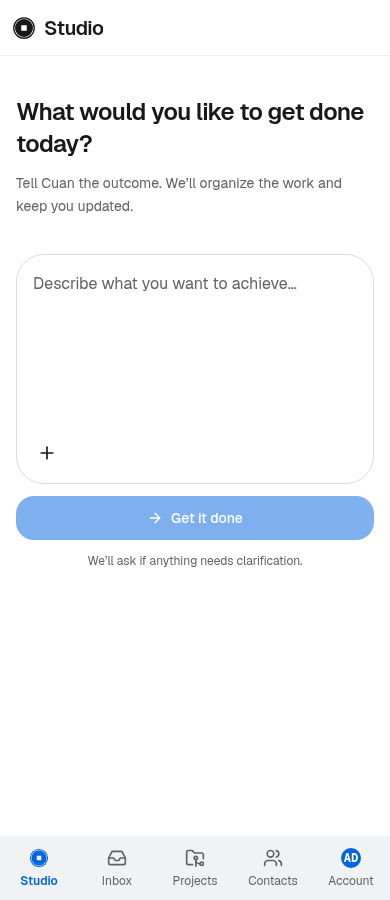 Studio
What would you like to get done
today?
Tell Cuan the outcome. We'll organize the work and
keep you updated.
Describe what you want to achieve...
Get it done
We'll ask if anything needs clarification.
AD
Studio
Inbox
Projects
Contacts
Account